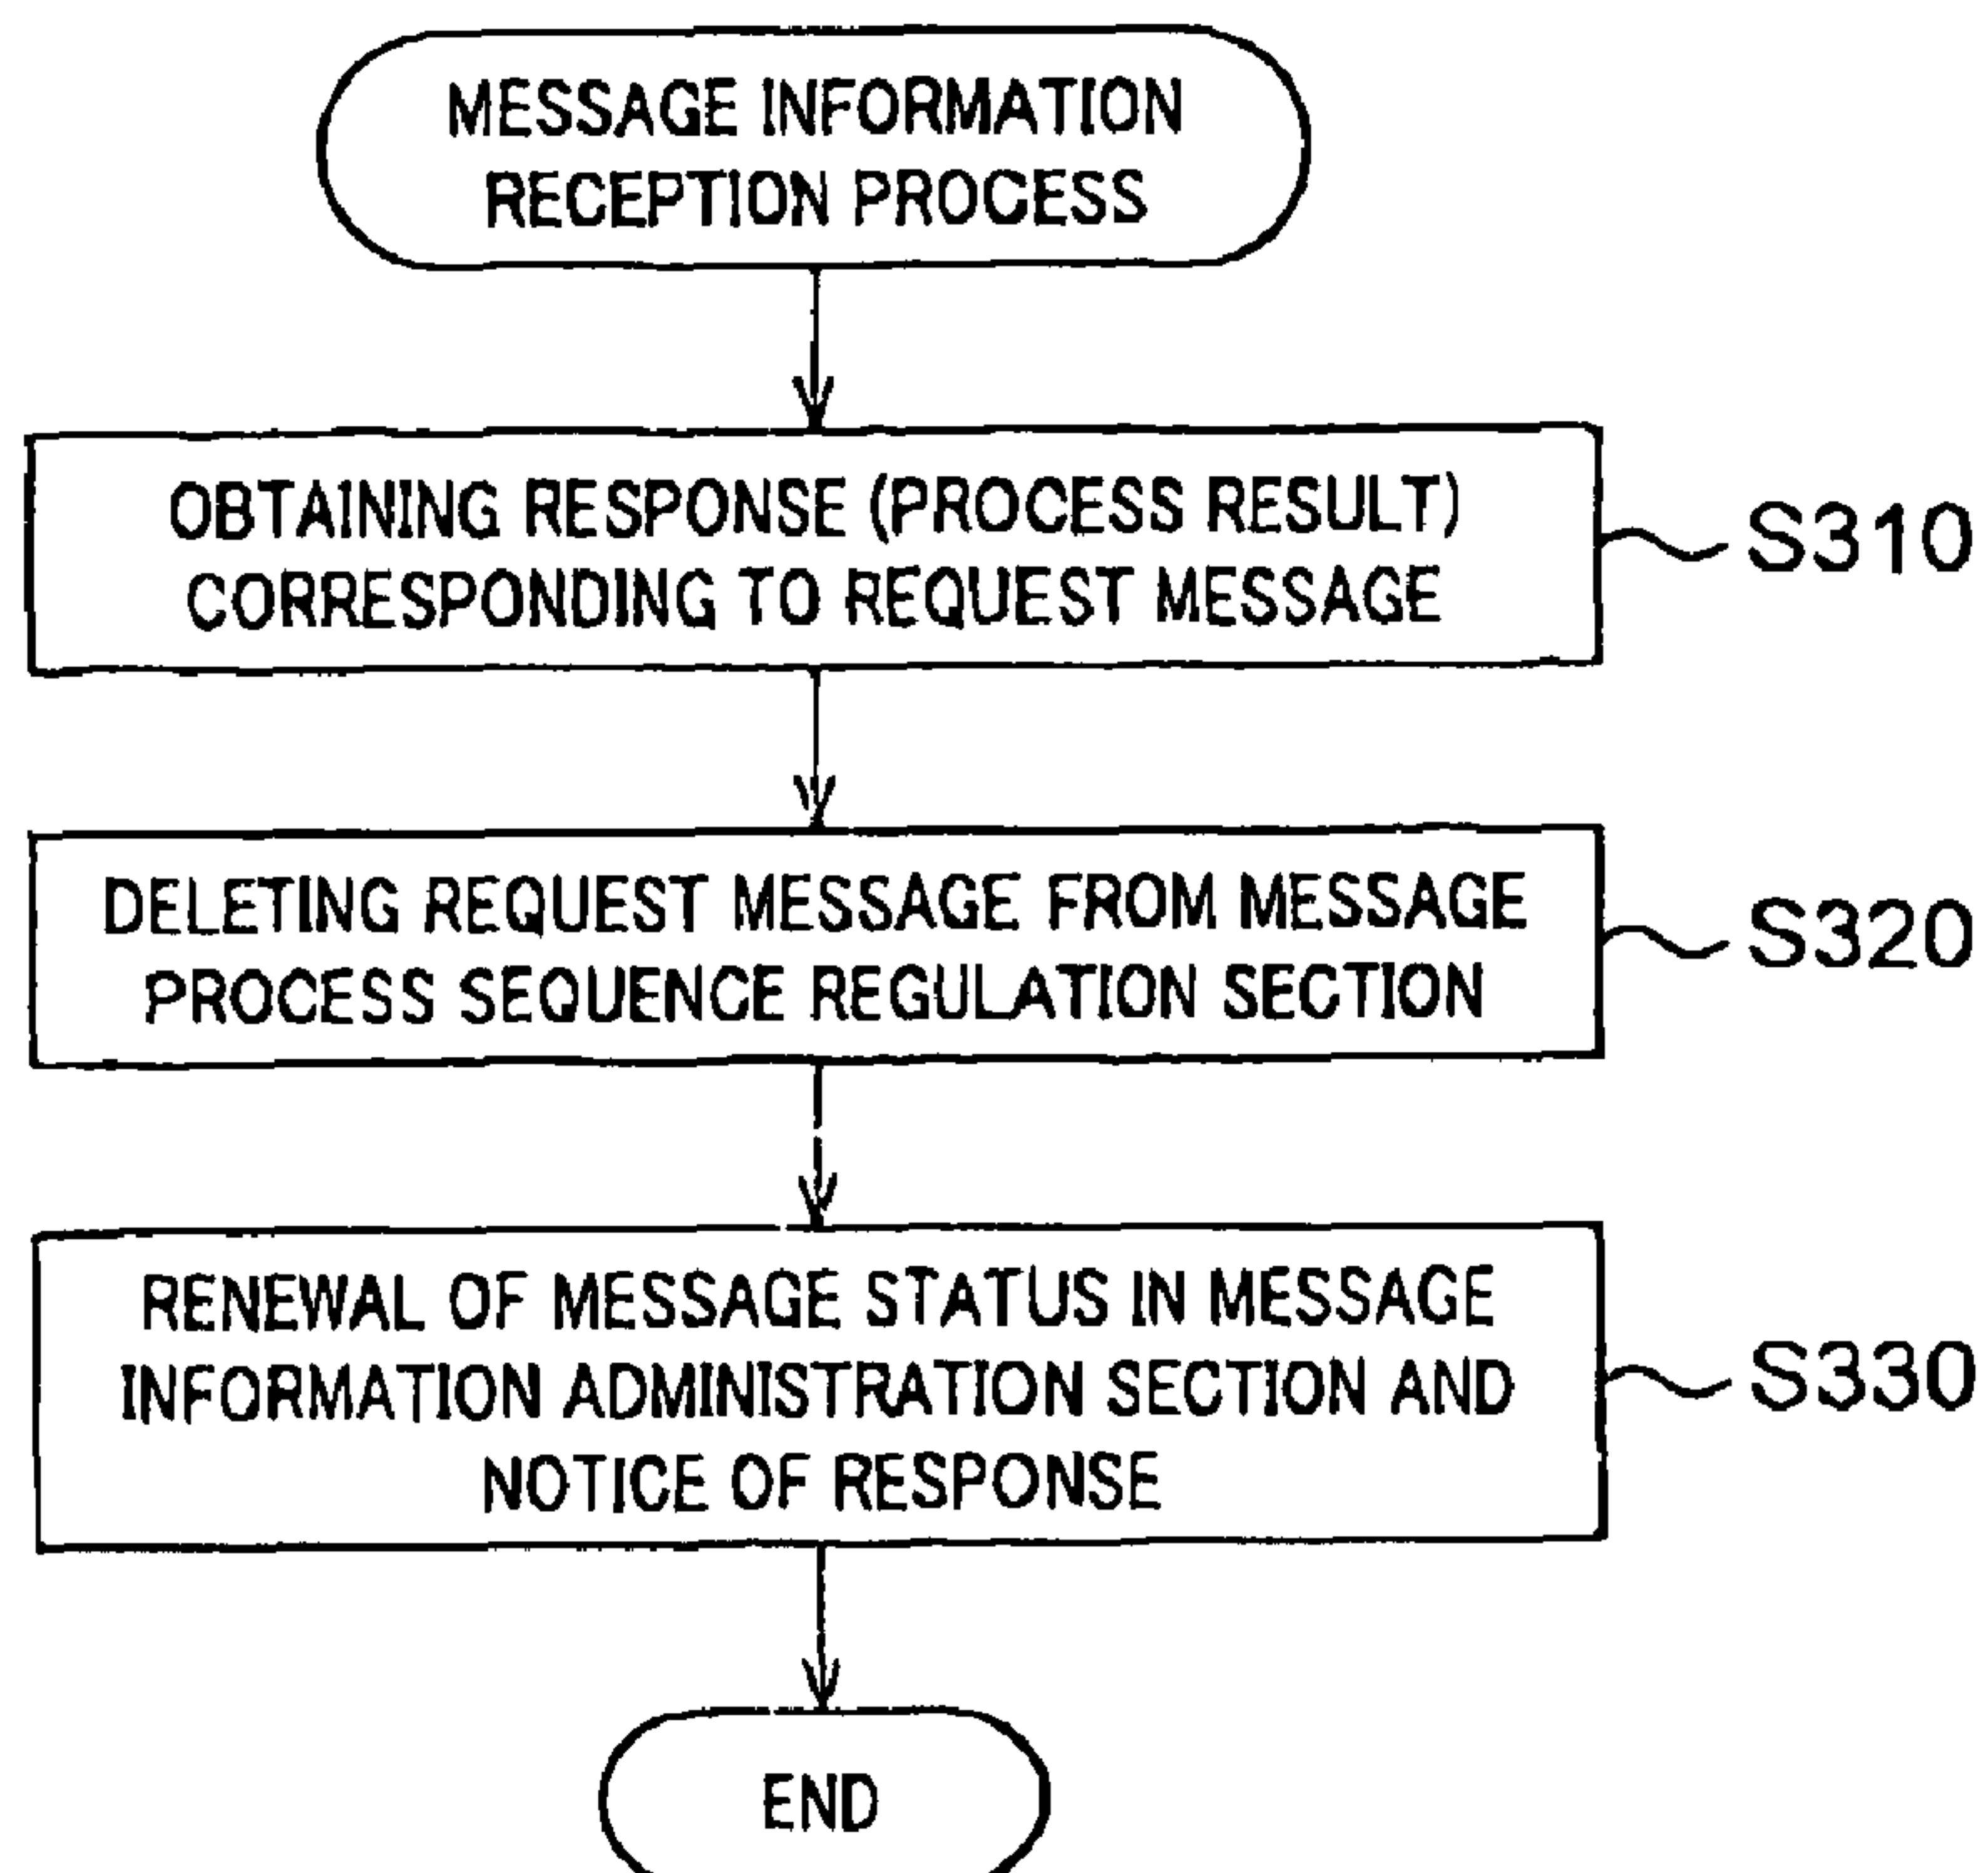 MESSAGE INFORMATION
RECEPTION PROCESS
OBTAINING RESPONSE (PROCESS RESULT)
CORRESPONDING TO REQUEST MESSAGE
S310
DELETING REQUEST MESSAGE FROM MESSAGE
PROCESS SEQUENCE REGULATION SECTION
S320
RENEWAL OF MESSAGE STATUS IN MESSAGE
INFORMATION ADMINISTRATION SECTION AND
NOTICE OF RESPONSE
S330
END